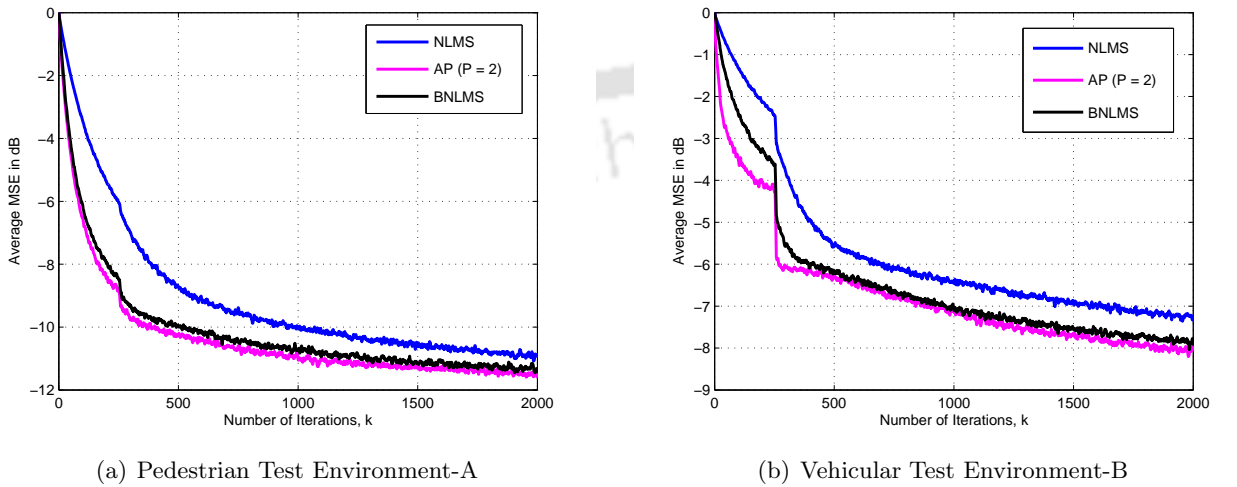 0
−2
−4
−6
−8
−10
−12
0 500 1000 1500 2000
Average MSE in dB
Number of Iterations, k
NLMS
AP (P = 2)
BNLMS
(a) Pedestrian Test Environment-A
0
−1
−2
−3
−4
−5
−6
−7
−8
−9
0 500 1000 1500 2000
Average MSE in dB
Number of Iterations, k
NLMS
AP (P = 2)
BNLMS
(b) Vehicular Test Environment-B